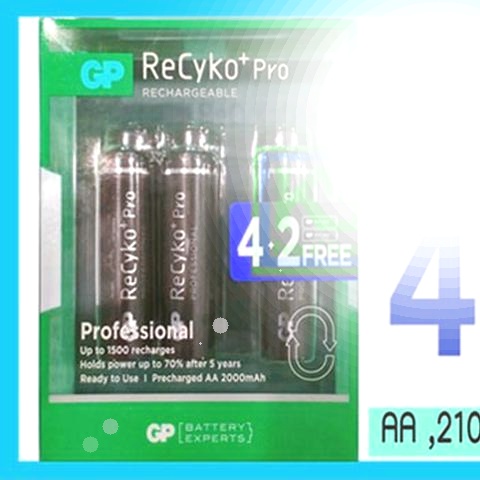 GP ReCyko+ Pro
RECHARGEABLE
ReCyko+ Pro
ReCyko+ Pro
PROFESSIONAL
4+2 FREE
4
Professional
Up to 1500 recharges
Holds power up to 70% after 5 years
Ready to Use | Precharged AA 2000mAh
AA ,210
GP [BATTERY EXPERTS]